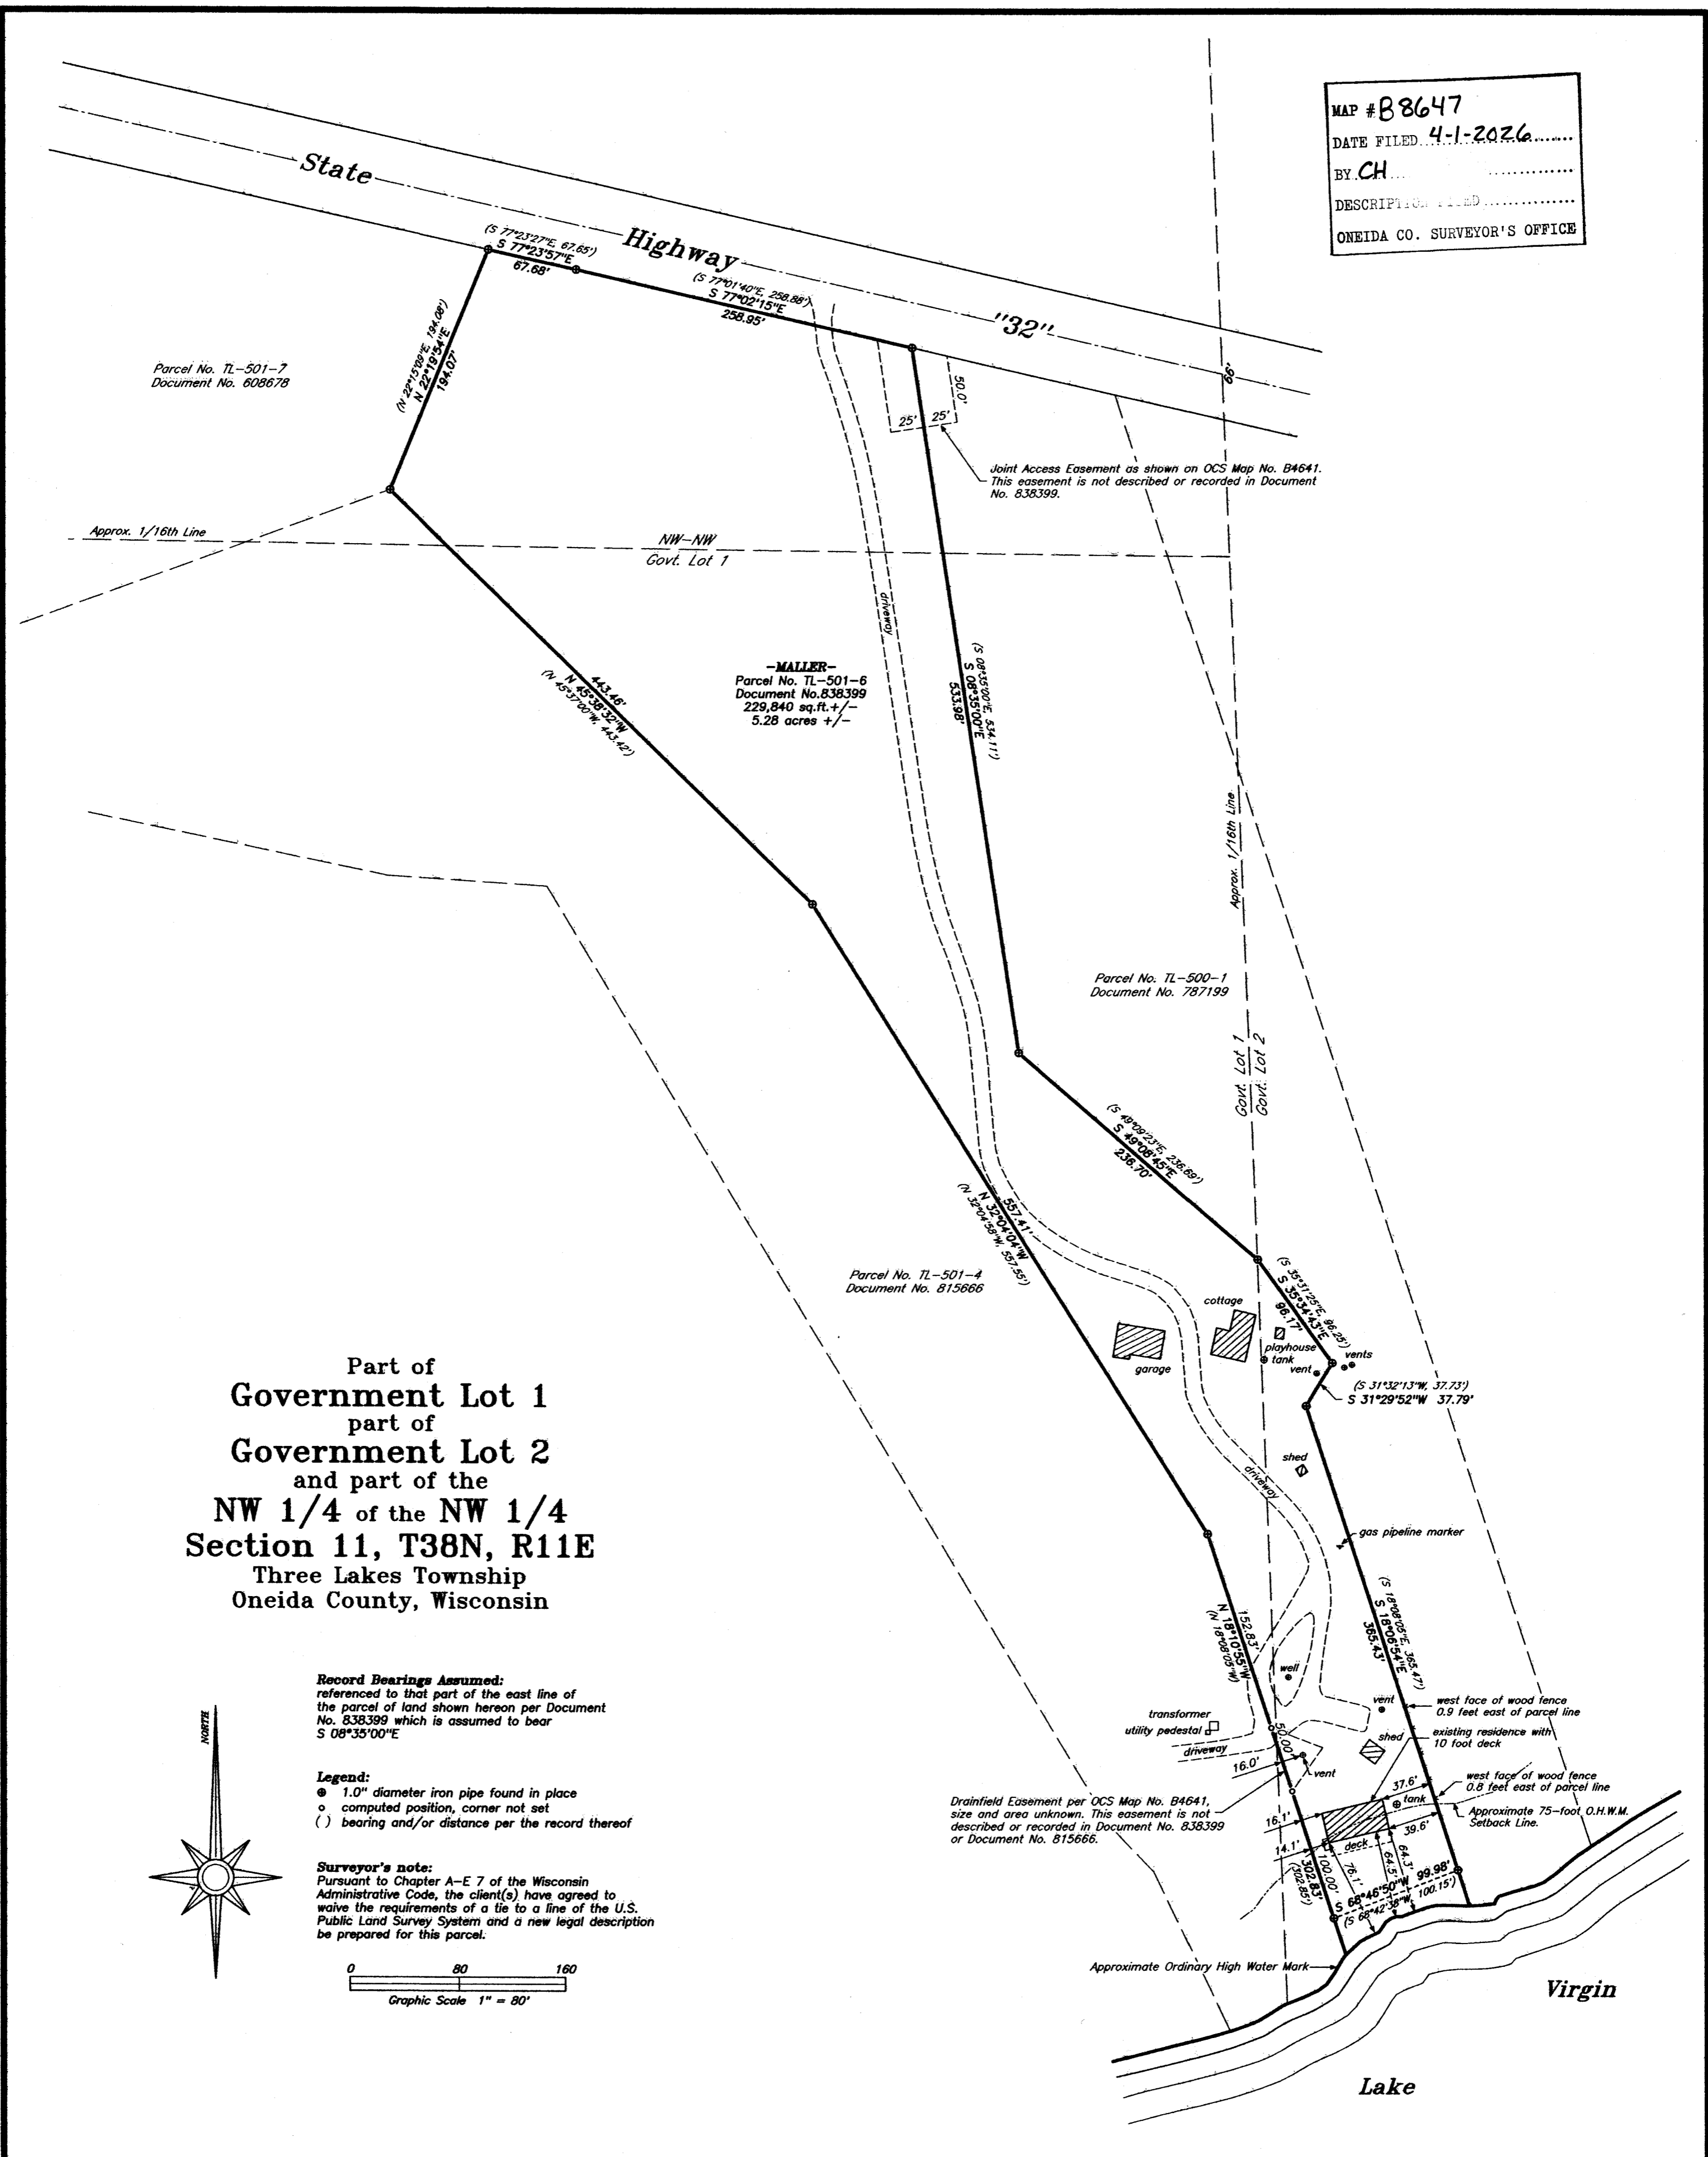 MAP #B8647
DATE FILED 4-1-2026
BY CH
ONEIDA CO. SURVEYOR'S OFFICE
State
Highway
"32"
(S 77°23'27"E, 67.65')
S 77°23'57"E
67.68'
(S 77°01'40"E, 258.88')
S 77°02'15"E
258.95'
66'
(N 22°15'09"E, 194.08')
N 22°19'54"E
194.07'
Parcel No. TL-501-7
Document No. 608678
50.0'
25' 25'
Joint Access Easement as shown on OCS Map No. B4641.
This easement is not described or recorded in Document
No. 838399.
Approx. 1/16th Line
NW-NW
Govt. Lot 1
driveway
-MALLER-
Parcel No. TL-501-6
Document No.838399
229,840 sq.ft.+/-
5.28 acres +/-
(S 08°35'00"E, 534.11')
S 08°35'00"E
533.98'
443.46'
N 45°38'32"W
(N 45°37'00"W, 443.42')
Approx. 1/16th Line
Parcel No. TL-500-1
Document No. 787199
Govt. Lot 1
Govt. Lot 2
(S 49°09'23"E, 236.69')
S 49°08'45"E
236.70'
557.41'
N 32°04'04"W
(N 32°04'58"W, 557.55')
Parcel No. TL-501-4
Document No. 815666
(S 35°31'25"E, 96.25')
S 35°34'43"E
96.17'
cottage
playhouse
tank
vent
vents
garage
(S 31°32'13"W, 37.73')
S 31°29'52"W 37.79'
shed
driveway
gas pipeline marker
(S 18°08'06"E, 365.47')
S 18°06'54"E
365.43'
152.83'
N 18°10'55"W
(N 18°08'05"W)
well
vent
west face of wood fence
0.9 feet east of parcel line
transformer
utility pedestal
driveway
50.00'
16.0'
vent
shed
existing residence with
10 foot deck
west face of wood fence
0.8 feet east of parcel line
37.6'
tank
Approximate 75-foot O.H.W.M.
Setback Line.
Drainfield Easement per OCS Map No. B4641,
size and area unknown. This easement is not
described or recorded in Document No. 838399
or Document No. 815666.
16.1'
14.1'
deck
39.6'
64.3'
64.5'
76.1'
100.00'
302.83'
(302.85')
S 68°46'50"W 99.98'
(S 68°42'38"W, 100.15')
Approximate Ordinary High Water Mark
Virgin
Lake
Part of
Government Lot 1
part of
Government Lot 2
and part of the
NW 1/4 of the NW 1/4
Section 11, T38N, R11E
Three Lakes Township
Oneida County, Wisconsin
NORTH
Record Bearings Assumed:
referenced to that part of the east line of
the parcel of land shown hereon per Document
No. 838399 which is assumed to bear
S 08°35'00"E
Legend:
1.0" diameter iron pipe found in place
computed position, corner not set
( ) bearing and/or distance per the record thereof
Surveyor's note:
Pursuant to Chapter A-E 7 of the Wisconsin
Administrative Code, the client(s) have agreed to
waive the requirements of a tie to a line of the U.S.
Public Land Survey System and a new legal description
be prepared for this parcel.
0 80 160
Graphic Scale 1" = 80'